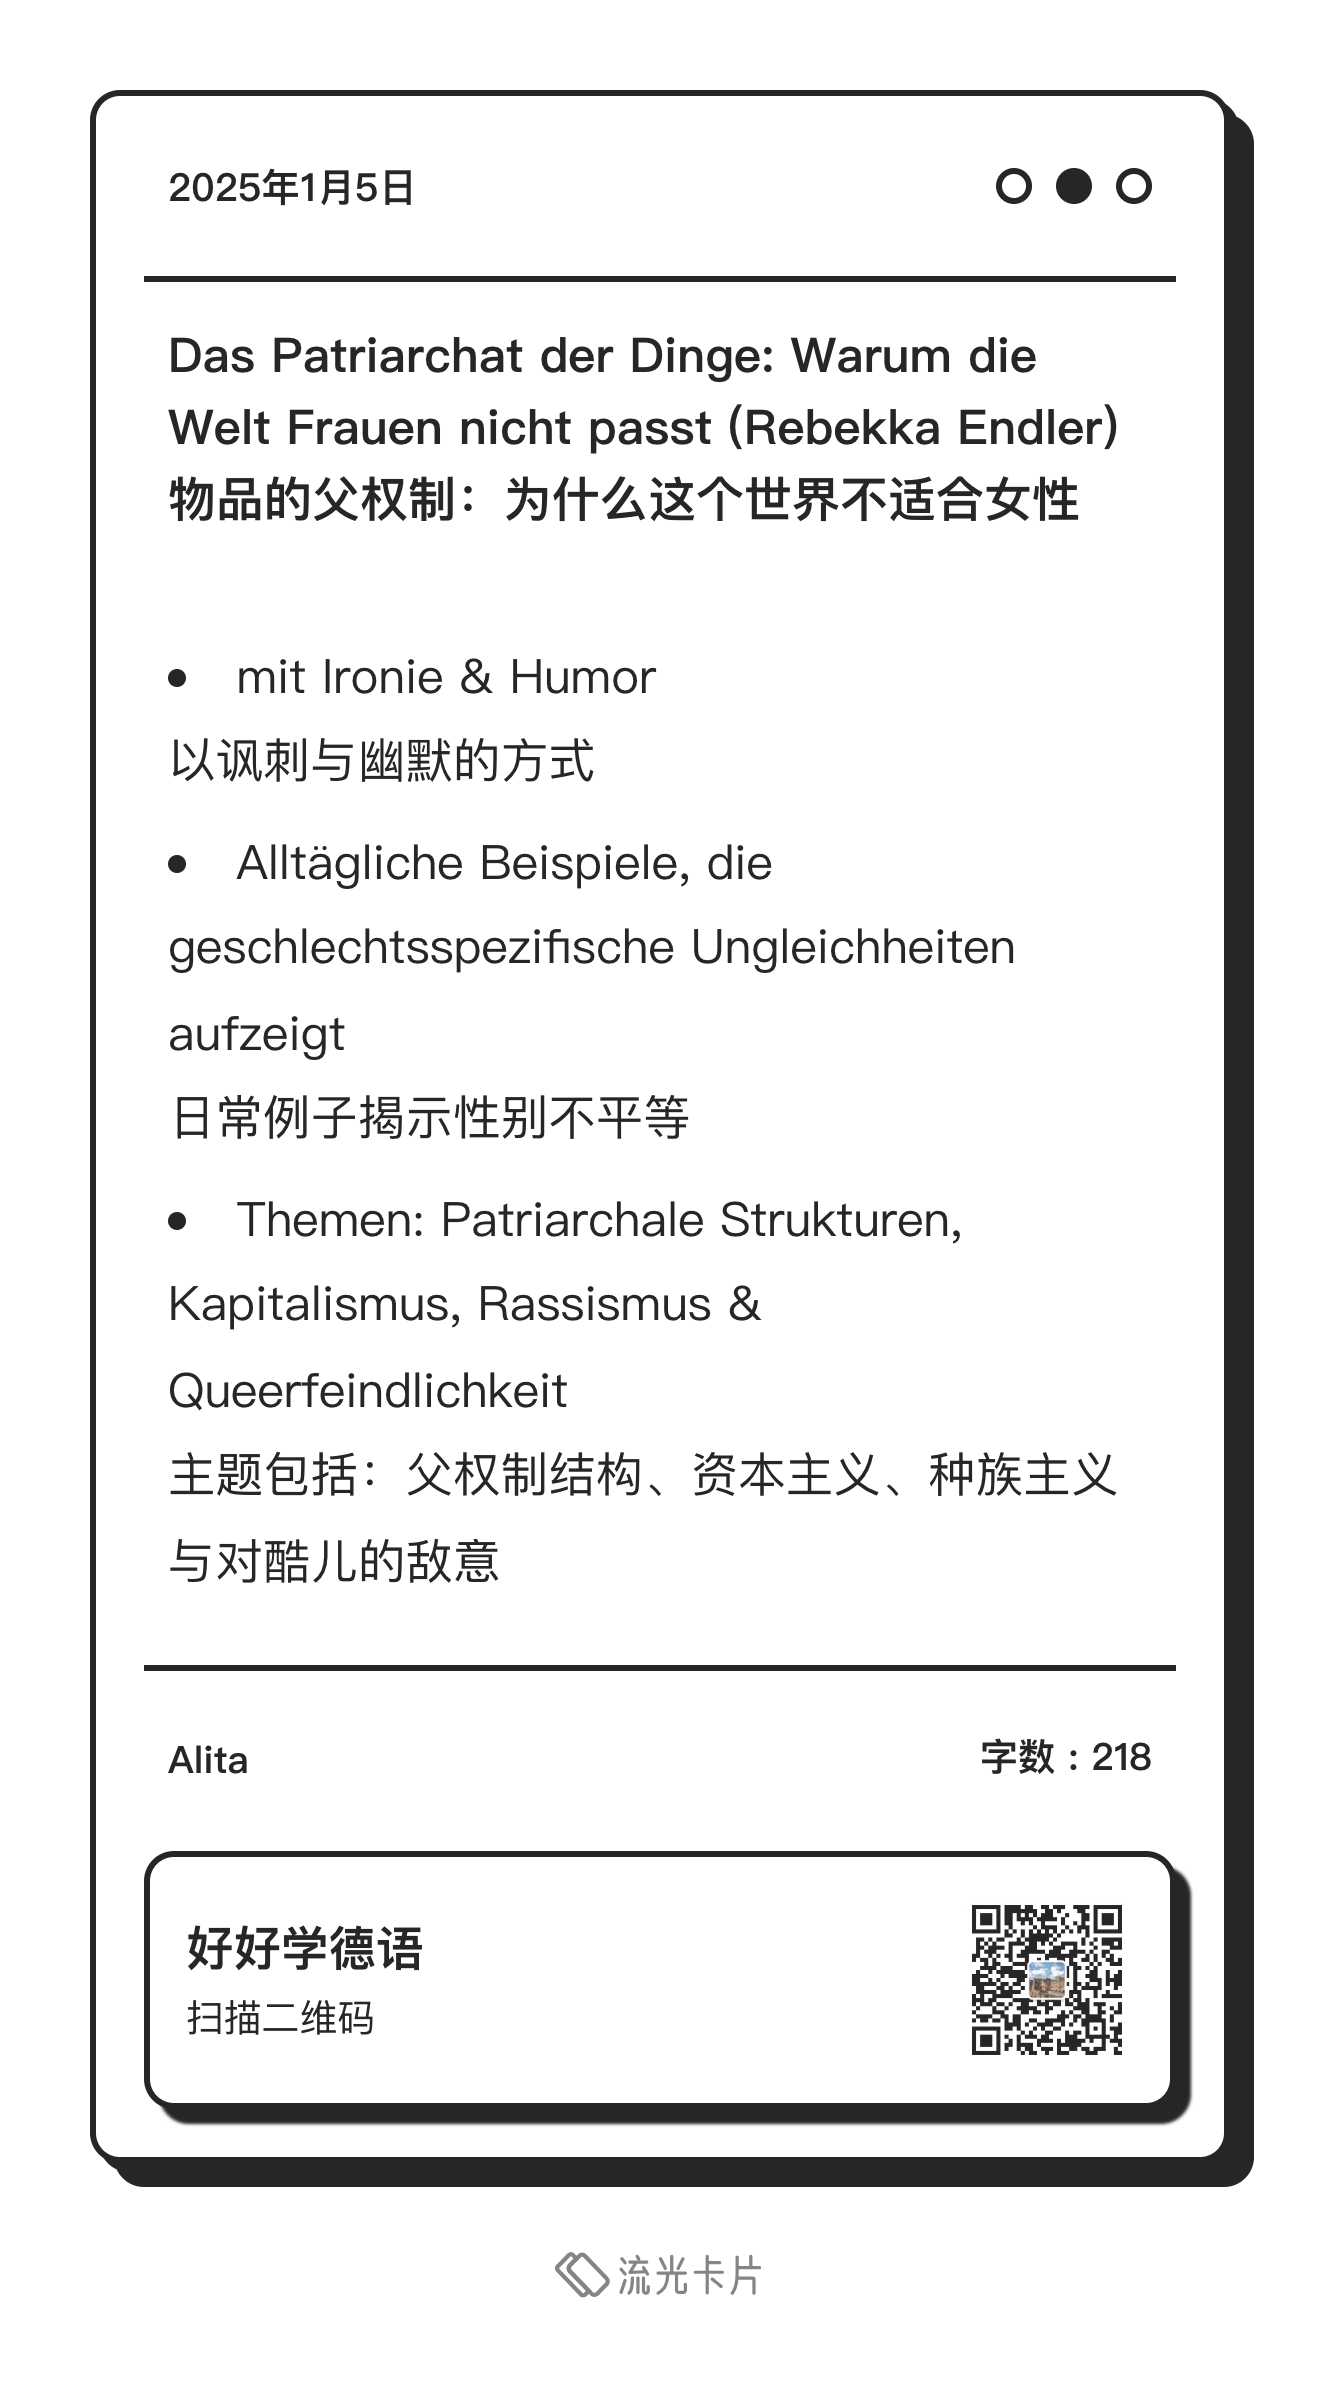 2025年1月5日
Das Patriarchat der Dinge: Warum die
Welt Frauen nicht passt (Rebekka Endler)
物品的父权制：为什么这个世界不适合女性
• mit Ironie & Humor
以讽刺与幽默的方式
• Alltägliche Beispiele, die
geschlechtsspezifische Ungleichheiten
aufzeigt
日常例子揭示性别不平等
• Themen: Patriarchale Strukturen,
Kapitalismus, Rassismus &
Queerfeindlichkeit
主题包括：父权制结构、资本主义、种族主义
与对酷儿的敌意
Alita
字数：218
好好学德语
扫描二维码
流光卡片